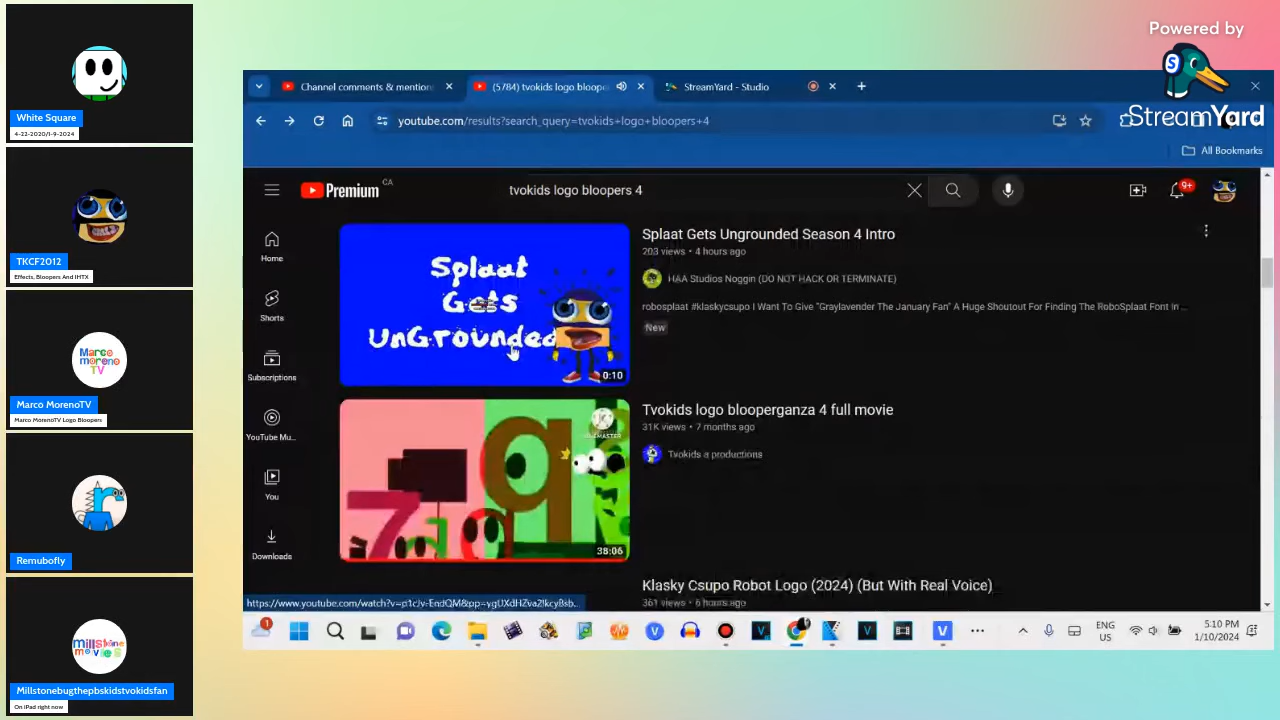 White Square
4-22-2020/1-9-2024
TKCF2012
Effects, Bloopers And IHTX
Marco moreno TV
Marco MorenoTV
Marco MorenoTV Logo Bloopers
Remubofly
millstone movies
Millstonebugthepbskidstvokidsfan
On iPad right now
Powered by
StreamYard
Channel comments & mention
(5784) tvokids logo bloope
StreamYard - Studio
youtube.com/results?search_query=tvokids+logo+bloopers+4
All Bookmarks
Premium CA
tvokids logo bloopers 4
9+
Home
Shorts
Subscriptions
YouTube Mu...
You
Downloads
Splaat
Gets
UnGrounded
0:10
Splaat Gets Ungrounded Season 4 Intro
203 views • 4 hours ago
H&A Studios Noggin (DO NOT HACK OR TERMINATE)
robosplaat #klaskycsupo I Want To Give "Graylavender The January Fan" A Huge Shoutout For Finding The RoboSplaat Font In ...
New
38:06
Tvokids logo blooperganza 4 full movie
31K views • 7 months ago
Tvokids a productions
Klasky Csupo Robot Logo (2024) (But With Real Voice)
361 views • 6 hours ago
ENG
US
5:10 PM
1/10/2024